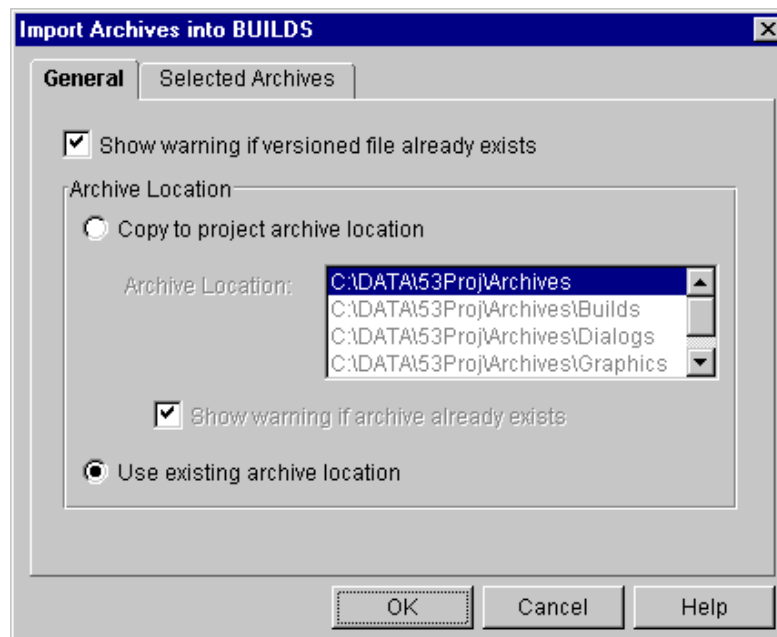 Import Archives into BUILDS
General
Selected Archives
Show warning if versioned file already exists
Archive Location
Copy to project archive location
Archive Location:
C:\DATA\53Proj\Archives
C:\DATA\53Proj\Archives\Builds
C:\DATA\53Proj\Archives\Dialogs
C:\DATA\53Proj\Archives\Graphics
Show warning if archive already exists
Use existing archive location
OK
Cancel
Help